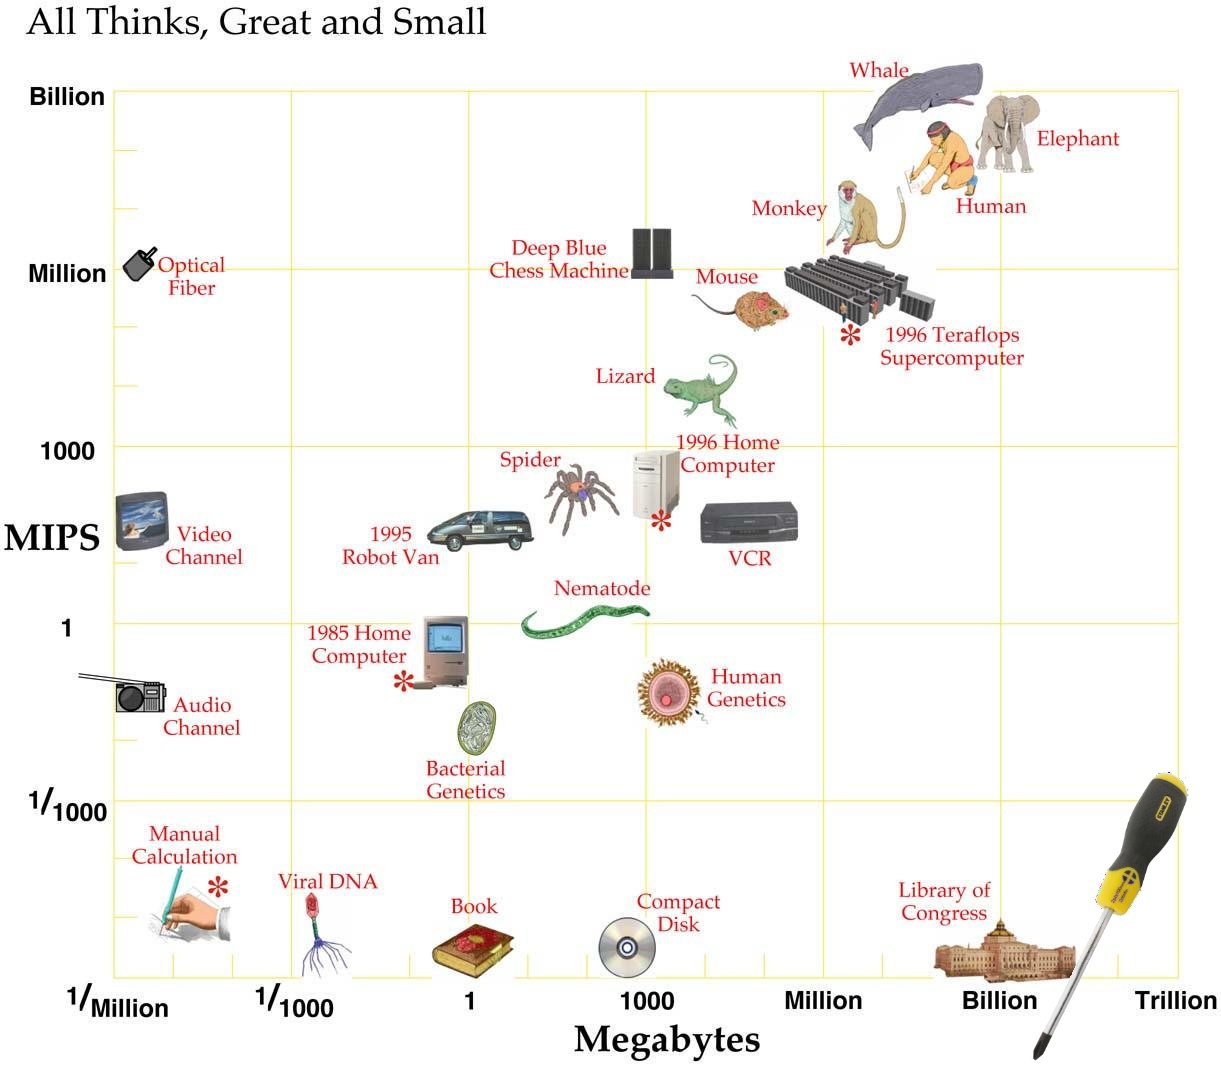 All Thinks, Great and Small
Whale
Billion
Elephant
Monkey
Human
Deep Blue
Chess Machine
Optical
Fiber
Million
Mouse
1996 Teraflops
Supercomputer
Lizard
1996 Home
Computer
1000
Spider
MIPS
Video
Channel
1995
Robot Van
VCR
Nematode
1
1985 Home
Computer
Human
Genetics
Audio
Channel
Bacterial
Genetics
1/1000
Manual
Calculation
Viral DNA
Book
Compact
Disk
Library of
Congress
STANLEY
1/Million
1/1000
1
1000
Million
Billion
Trillion
Megabytes